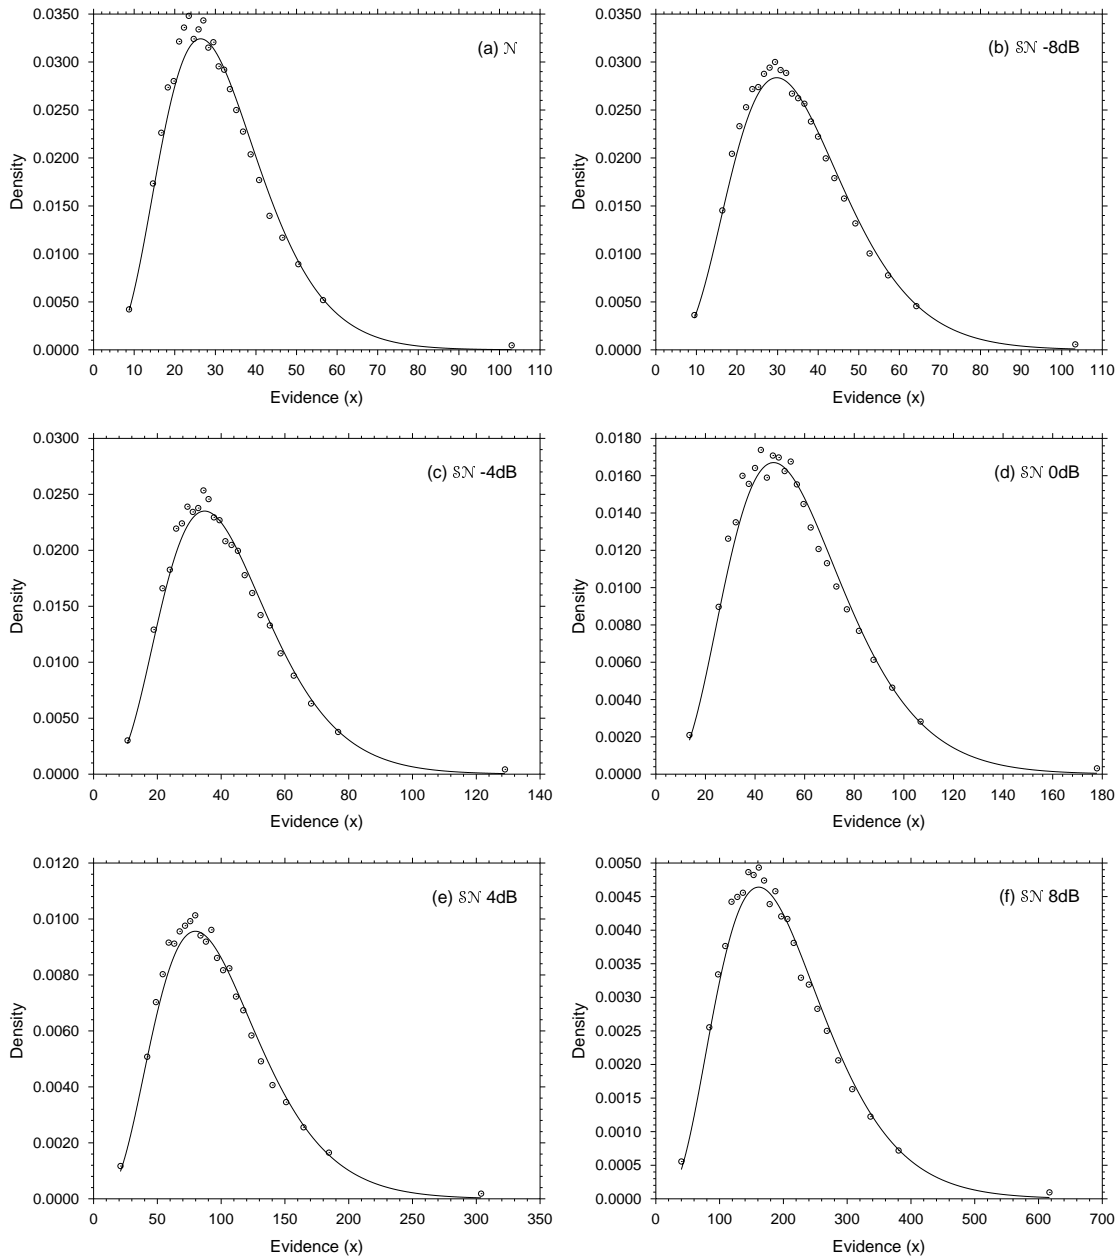 (a) 𝒩
0.0350
0.0300
0.0250
0.0200
0.0150
0.0100
0.0050
0.0000
Density
0 10 20 30 40 50 60 70 80 90 100 110
Evidence (x)
(b) 𝒮𝒩 -8dB
0.0350
0.0300
0.0250
0.0200
0.0150
0.0100
0.0050
0.0000
Density
0 10 20 30 40 50 60 70 80 90 100 110
Evidence (x)
(c) 𝒮𝒩 -4dB
0.0300
0.0250
0.0200
0.0150
0.0100
0.0050
0.0000
Density
0 20 40 60 80 100 120 140
Evidence (x)
(d) 𝒮𝒩 0dB
0.0180
0.0160
0.0140
0.0120
0.0100
0.0080
0.0060
0.0040
0.0020
0.0000
Density
0 20 40 60 80 100 120 140 160 180
Evidence (x)
(e) 𝒮𝒩 4dB
0.0120
0.0100
0.0080
0.0060
0.0040
0.0020
0.0000
Density
0 50 100 150 200 250 300 350
Evidence (x)
(f) 𝒮𝒩 8dB
0.0050
0.0045
0.0040
0.0035
0.0030
0.0025
0.0020
0.0015
0.0010
0.0005
0.0000
Density
0 100 200 300 400 500 600 700
Evidence (x)